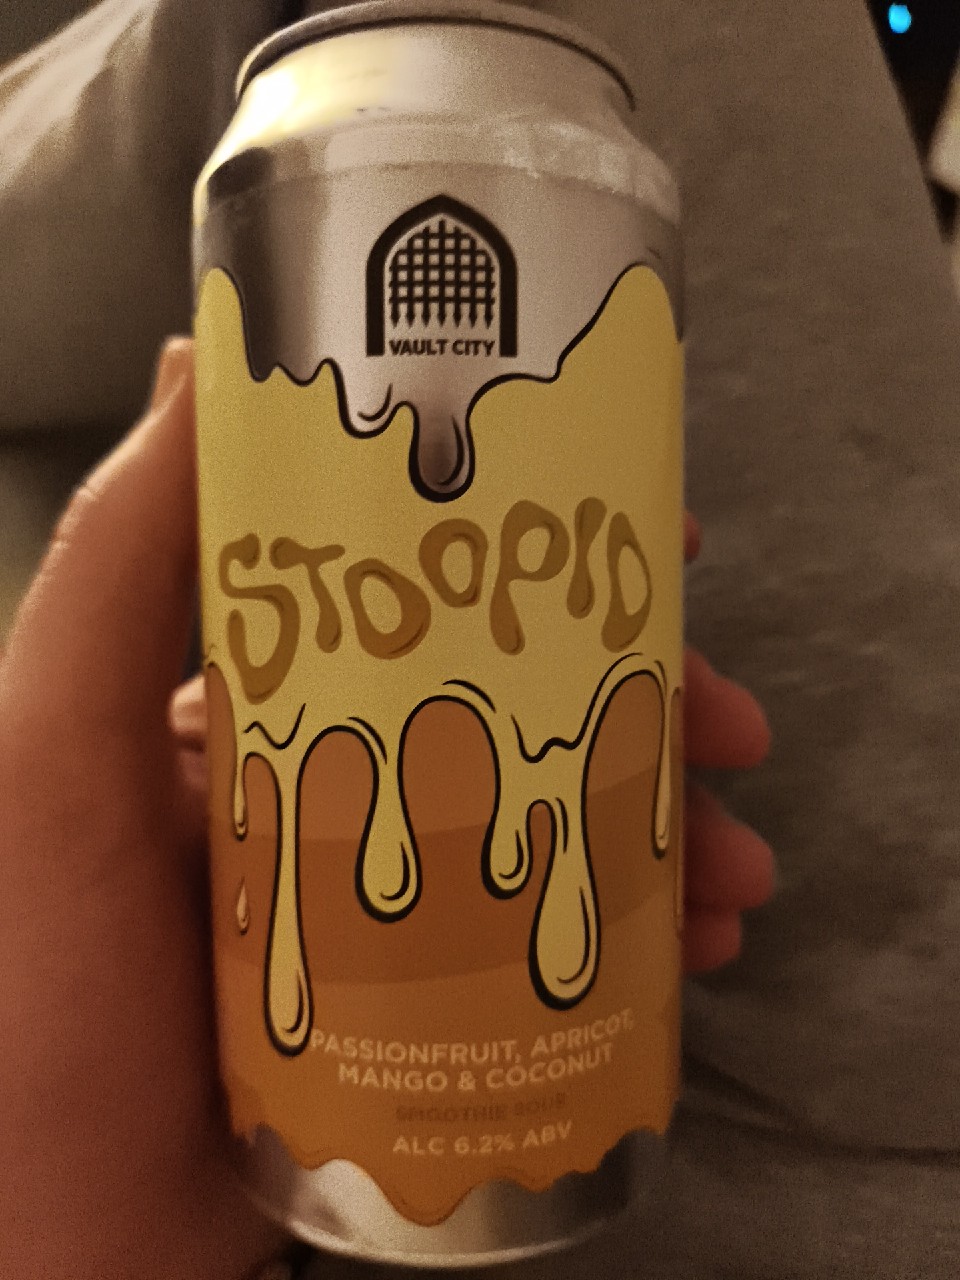 VAULT CITY
STOOPID
PASSIONFRUIT, APRICOT,
MANGO & COCONUT
SMOOTHIE SOUR
ALC 6.2% ABV